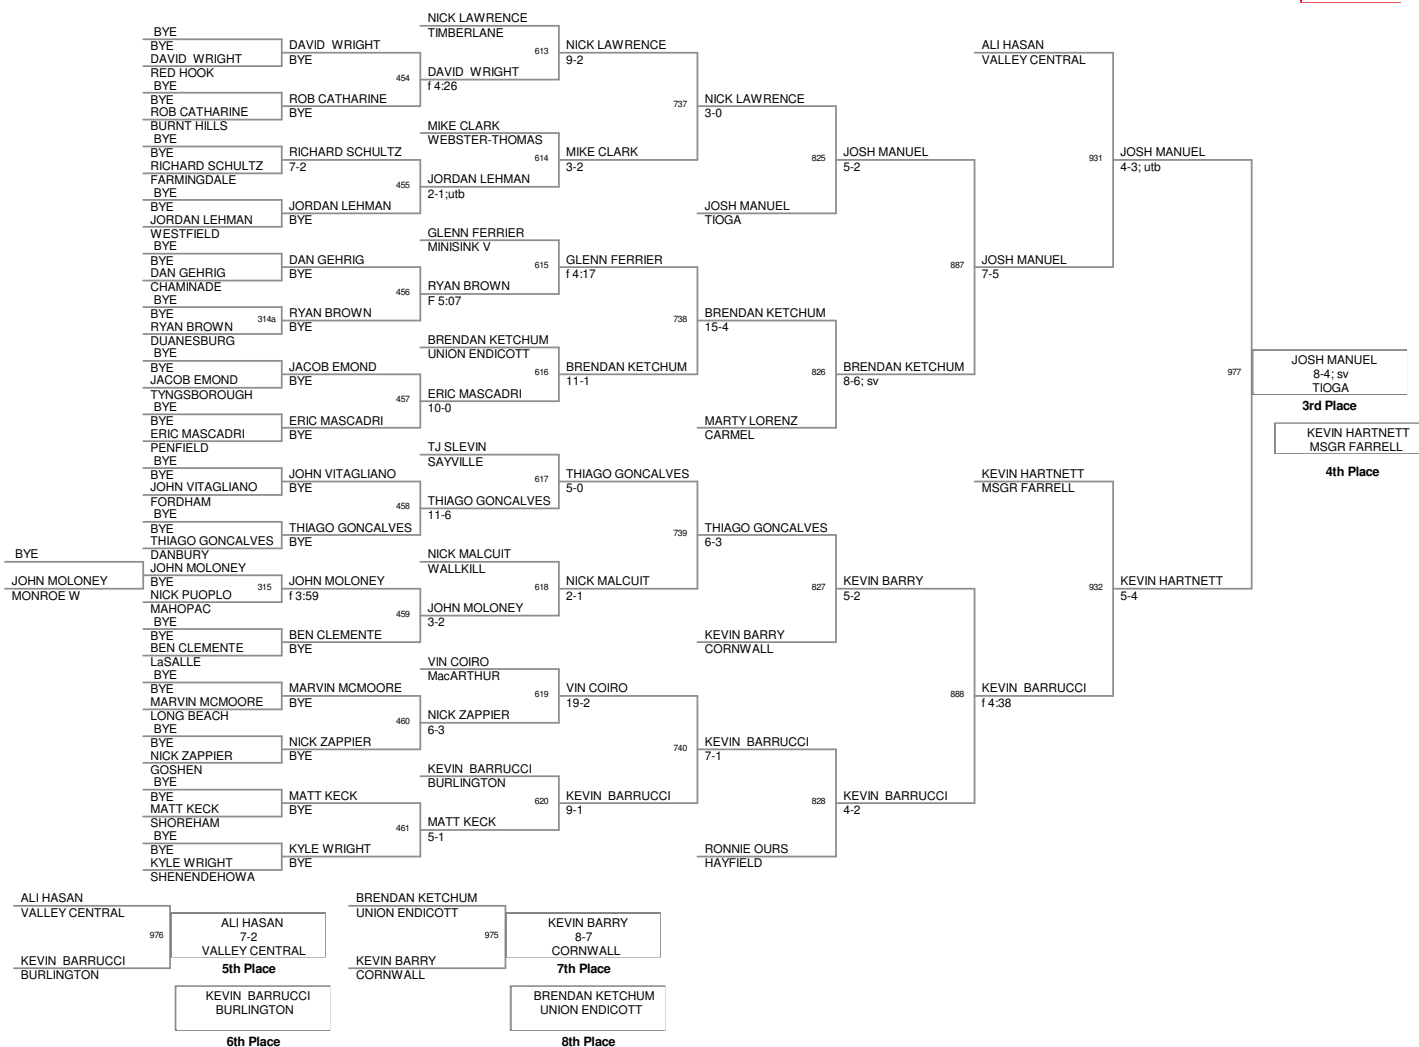 BYE
BYE
DAVID WRIGHT
RED HOOK
BYE
BYE
ROB CATHARINE
BURNT HILLS
BYE
BYE
RICHARD SCHULTZ
FARMINGDALE
BYE
BYE
JORDAN LEHMAN
WESTFIELD
BYE
BYE
DAN GEHRIG
CHAMINADE
BYE
BYE
RYAN BROWN
314a
DUANESBURG
BYE
BYE
JACOB EMOND
TYNGSBOROUGH
BYE
BYE
ERIC MASCADRI
PENFIELD
BYE
BYE
JOHN VITAGLIANO
FORDHAM
BYE
BYE
THIAGO GONCALVES
DANBURY
BYE
JOHN MOLONEY
MONROE W
JOHN MOLONEY
BYE
315
NICK PUOPLO
MAHOPAC
BYE
BYE
BEN CLEMENTE
LaSALLE
BYE
BYE
MARVIN MCMOORE
LONG BEACH
BYE
BYE
NICK ZAPPIER
GOSHEN
BYE
BYE
MATT KECK
SHOREHAM
BYE
BYE
KYLE WRIGHT
SHENENDEHOWA
DAVID WRIGHT
BYE
454
ROB CATHARINE
BYE
RICHARD SCHULTZ
7-2
455
JORDAN LEHMAN
BYE
DAN GEHRIG
BYE
456
RYAN BROWN
BYE
JACOB EMOND
BYE
457
ERIC MASCADRI
BYE
JOHN VITAGLIANO
BYE
458
THIAGO GONCALVES
BYE
JOHN MOLONEY
f 3:59
459
BEN CLEMENTE
BYE
MARVIN MCMOORE
BYE
460
NICK ZAPPIER
BYE
MATT KECK
BYE
461
KYLE WRIGHT
BYE
NICK LAWRENCE
TIMBERLANE
613
DAVID WRIGHT
f 4:26
MIKE CLARK
WEBSTER-THOMAS
614
JORDAN LEHMAN
2-1;utb
GLENN FERRIER
MINISINK V
615
RYAN BROWN
F 5:07
BRENDAN KETCHUM
UNION ENDICOTT
616
ERIC MASCADRI
10-0
TJ SLEVIN
SAYVILLE
617
THIAGO GONCALVES
11-6
NICK MALCUIT
WALLKILL
618
JOHN MOLONEY
3-2
VIN COIRO
MacARTHUR
619
NICK ZAPPIER
6-3
KEVIN BARRUCCI
BURLINGTON
620
MATT KECK
5-1
NICK LAWRENCE
9-2
737
MIKE CLARK
3-2
GLENN FERRIER
f 4:17
738
BRENDAN KETCHUM
11-1
THIAGO GONCALVES
5-0
739
NICK MALCUIT
2-1
VIN COIRO
19-2
740
KEVIN BARRUCCI
9-1
NICK LAWRENCE
3-0
825
JOSH MANUEL
TIOGA
BRENDAN KETCHUM
15-4
826
MARTY LORENZ
CARMEL
THIAGO GONCALVES
6-3
827
KEVIN BARRY
CORNWALL
KEVIN BARRUCCI
7-1
828
RONNIE OURS
HAYFIELD
JOSH MANUEL
5-2
887
BRENDAN KETCHUM
8-6; sv
KEVIN BARRY
5-2
888
KEVIN BARRUCCI
4-2
ALI HASAN
VALLEY CENTRAL
931
JOSH MANUEL
7-5
KEVIN HARTNETT
MSGR FARRELL
932
KEVIN BARRUCCI
f 4:38
JOSH MANUEL
4-3; utb
977
KEVIN HARTNETT
5-4
JOSH MANUEL
8-4; sv
TIOGA
3rd Place
KEVIN HARTNETT
MSGR FARRELL
4th Place
ALI HASAN
VALLEY CENTRAL
976
KEVIN BARRUCCI
BURLINGTON
ALI HASAN
7-2
VALLEY CENTRAL
5th Place
KEVIN BARRUCCI
BURLINGTON
6th Place
BRENDAN KETCHUM
UNION ENDICOTT
975
KEVIN BARRY
CORNWALL
KEVIN BARRY
8-7
CORNWALL
7th Place
BRENDAN KETCHUM
UNION ENDICOTT
8th Place